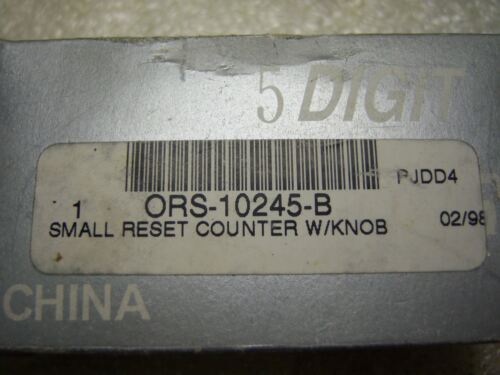 5 DIGIT
PJDD4
1 ORS-10245-B
SMALL RESET COUNTER W/KNOB 02/98
CHINA